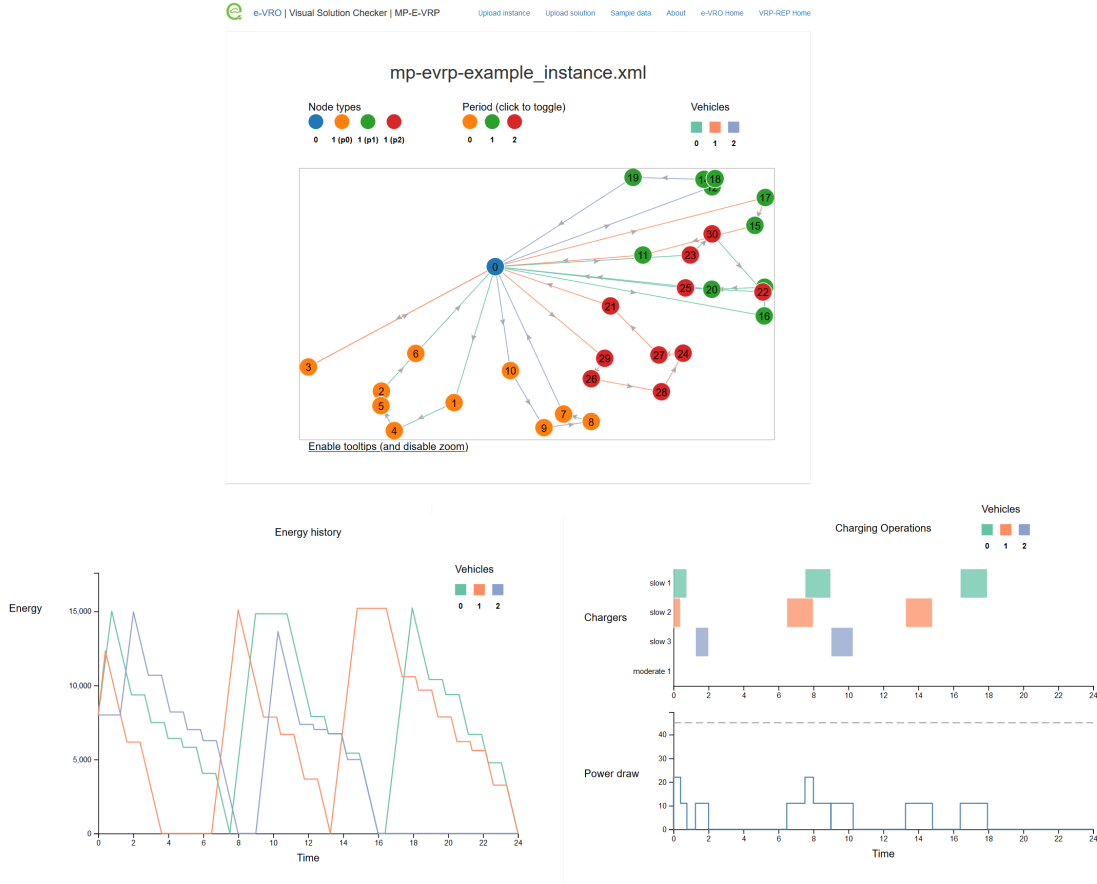 e-VRO | Visual Solution Checker | MP-E-VRP Upload instance Upload solution Sample data About e-VRO Home VRP-REP Home
mp-evrp-example_instance.xml
Node types Period (click to toggle) Vehicles
0 1 (p0) 1 (p1) 1 (p2) 0 1 2 0 1 2
19 18
17
15
30
11 23
0
25 20 22
21 16
6 29 27 24
3 10
2 26
5 1 28
7 8
4 9
Enable tooltips (and disable zoom)
Energy history
Vehicles
0 1 2
Energy
15,000
10,000
5,000
0
0 2 4 6 8 10 12 14 16 18 20 22 24
Time
Charging Operations
Vehicles
0 1 2
Chargers
slow 1
slow 2
slow 3
moderate 1
0 2 4 6 8 10 12 14 16 18 20 22 24
Power draw
40
30
20
10
0
0 2 4 6 8 10 12 14 16 18 20 22 24
Time